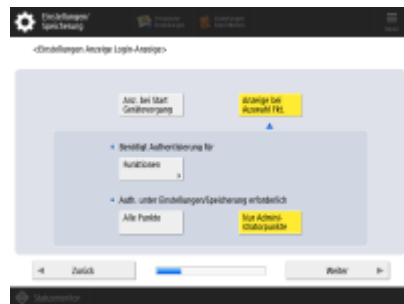 Einstellungen/
Speicherung
<Einstellungen Anzeige Login-Anzeige>
Anz. bei Start
Gerätevorgang
Anzeige bei
Auswahl Fkt.
Benötigt Authentisierung für
Funktionen
Auth. unter Einstellungen/Speicherung erforderlich
Alle Punkte
Nur Admini-
stratorpunkte
Zurück
Weiter
Statusmonitor